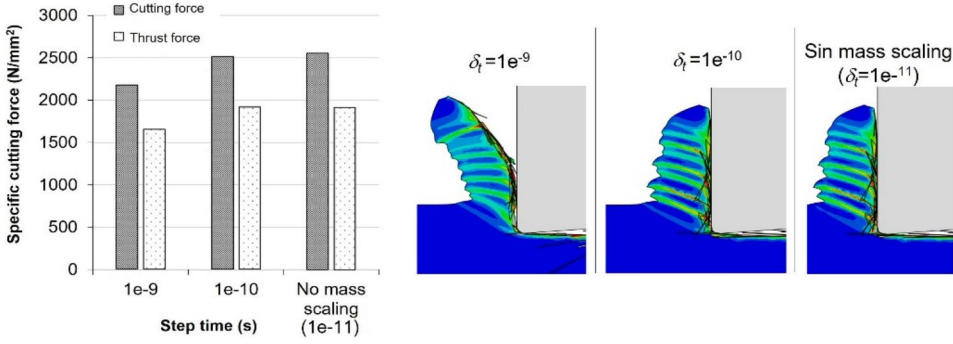 Cutting force
Thrust force
Specific cutting force (N/mm²)
3000
2500
2000
1500
1000
500
0
1e-9
1e-10
No mass
scaling
(1e-11)
Step time (s)
δt=1e-9
δt=1e-10
Sin mass scaling
(δt=1e-11)